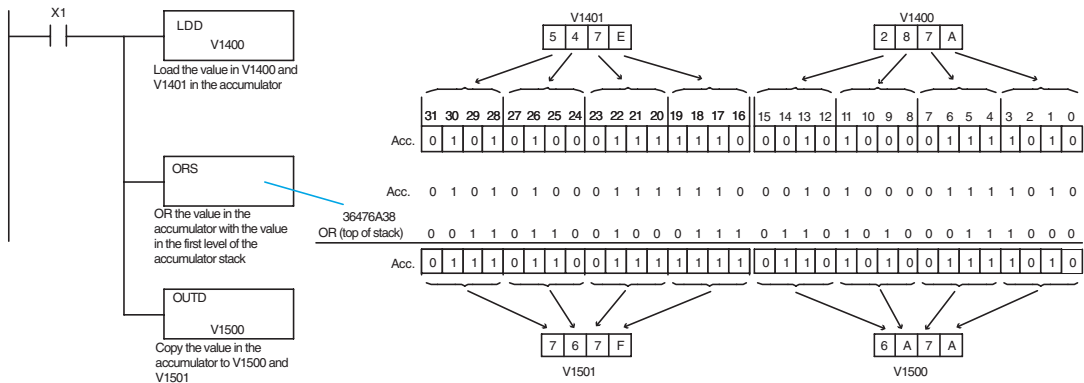 X1
LDD
V1400
Load the value in V1400 and
V1401 in the accumulator
ORS
OR the value in the
accumulator with the value
in the first level of the
accumulator stack
OUTD
V1500
Copy the value in the
accumulator to V1500 and
V1501
V1401
5 4 7 E
V1400
2 8 7 A
31 30 29 28 27 26 25 24 23 22 21 20 19 18 17 16 15 14 13 12 11 10 9 8 7 6 5 4 3 2 1 0
Acc. 0 1 0 1 0 1 0 0 0 1 1 1 1 1 1 0 0 0 1 0 1 0 0 0 0 1 1 1 1 0 1 0
Acc. 0 1 0 1 0 1 0 0 0 1 1 1 1 1 1 0 0 0 1 0 1 0 0 0 0 1 1 1 1 0 1 0
36476A38
OR (top of stack) 0 0 1 1 0 1 1 0 0 1 0 0 0 1 1 1 0 1 1 0 1 0 1 0 0 0 1 1 1 0 0 0
Acc. 0 1 1 1 0 1 1 0 0 1 1 1 1 1 1 1 0 1 1 0 1 0 1 0 0 1 1 1 1 0 1 0
7 6 7 F
V1501
6 A 7 A
V1500